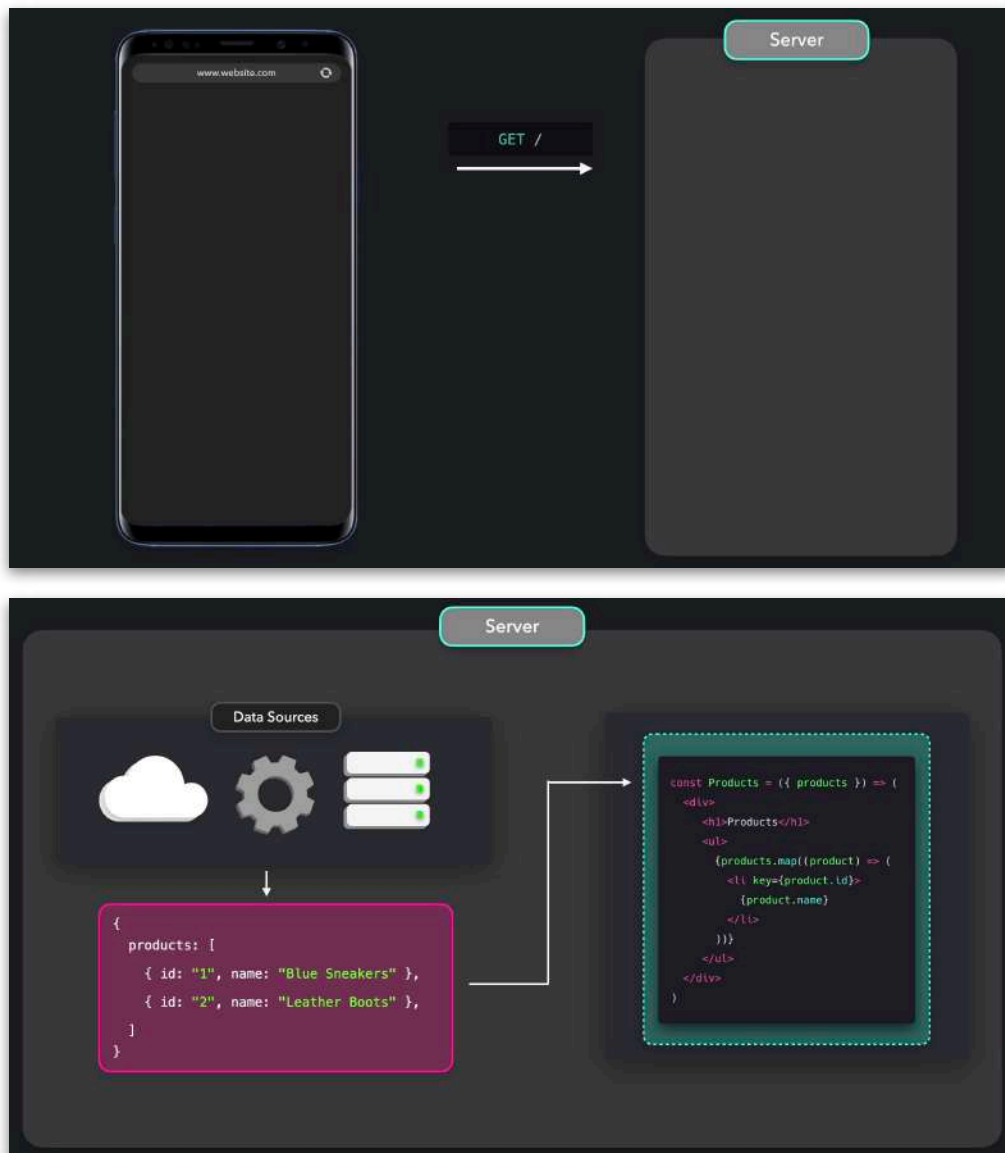 www.website.com
GET /
Server
Server
Data Sources
{
products: [
{ id: "1", name: "Blue Sneakers" },
{ id: "2", name: "Leather Boots" },
]
}
const Products = ({ products }) => (
<div>
<h1>Products</h1>
<ul>
{products.map((product) => (
<li key={product.id}>
{product.name}
</li>
))}
</ul>
</div>
)